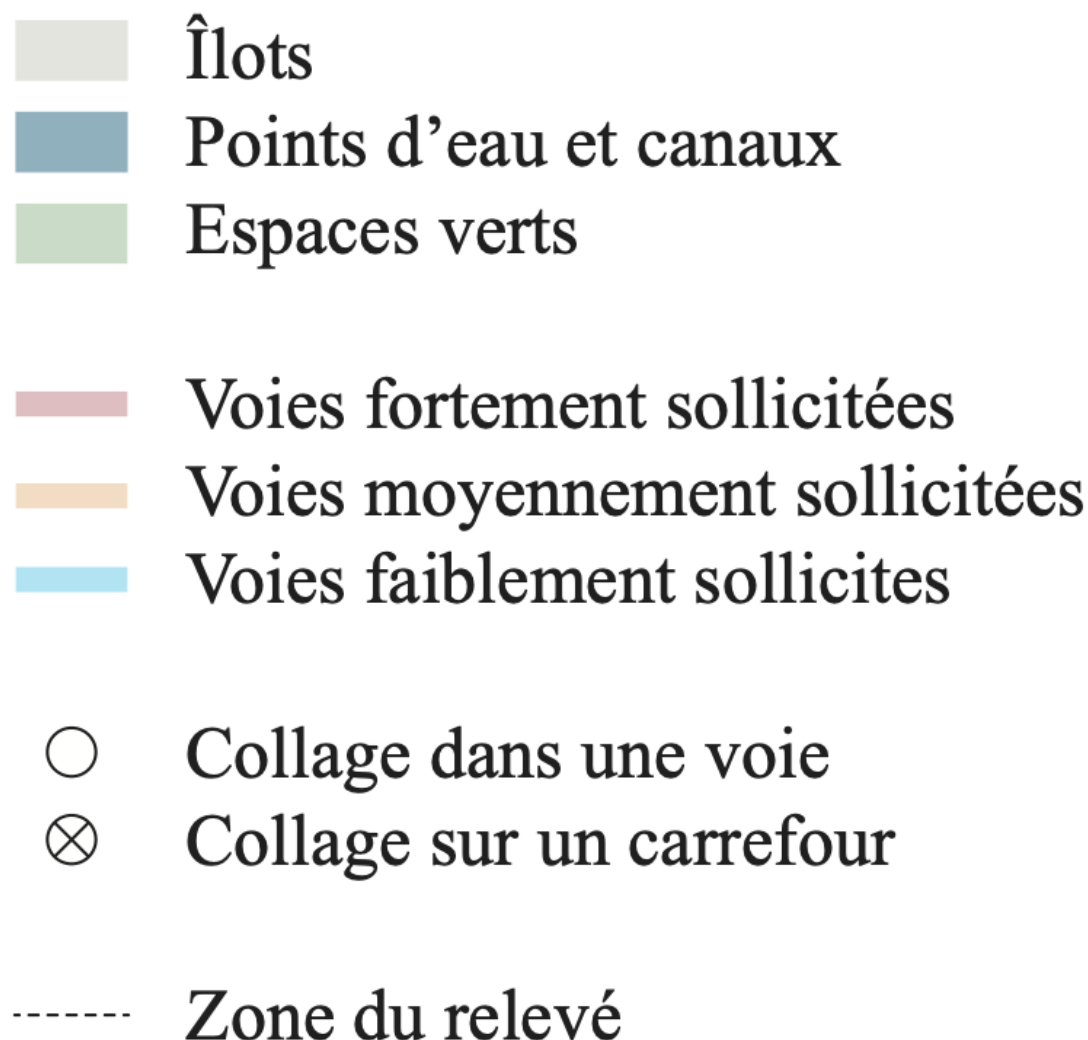 Îlots
Points d’eau et canaux
Espaces verts
Voies fortement sollicitées
Voies moyennement sollicitées
Voies faiblement sollicites
Collage dans une voie
Collage sur un carrefour
Zone du relevé